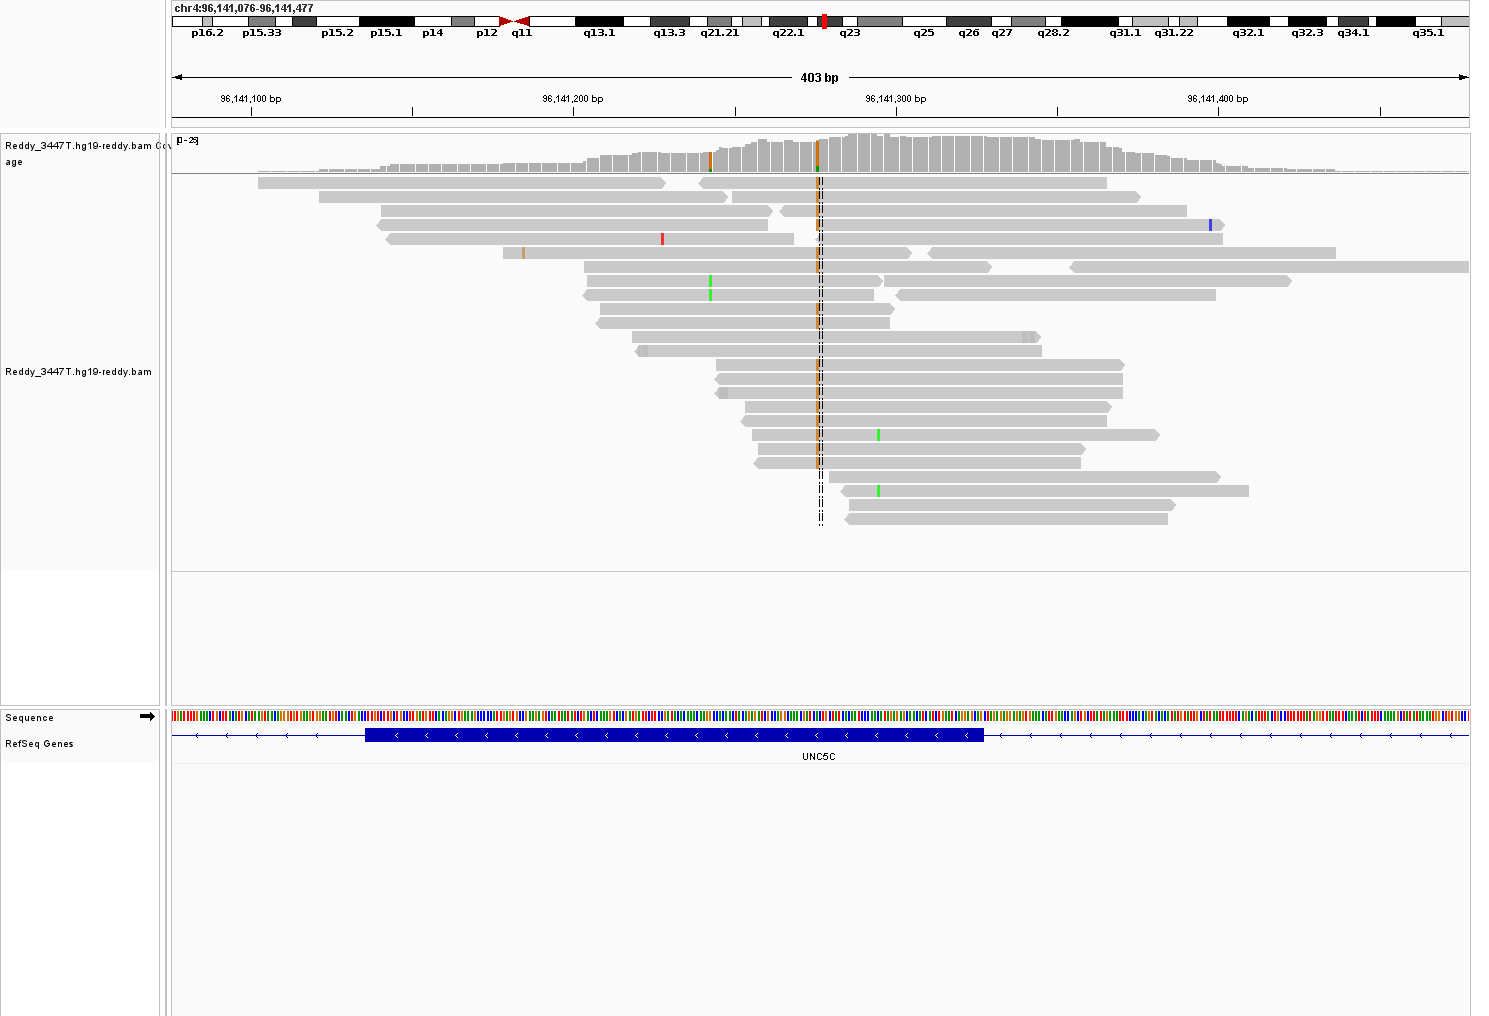 chr4:96,141,076-96,141,477
p16.2 p15.33 p15.2 p15.1 p14 p12 q11 q13.1 q13.3 q21.21 q22.1 q23 q25 q26 q27 q28.2 q31.1 q31.22 q32.1 q32.3 q34.1 q35.1
403 bp
96,141,100 bp 96,141,200 bp 96,141,300 bp 96,141,400 bp
Reddy_3447T.hg19-reddy.bam Cov
age
Reddy_3447T.hg19-reddy.bam
Sequence
RefSeq Genes
UNC5C